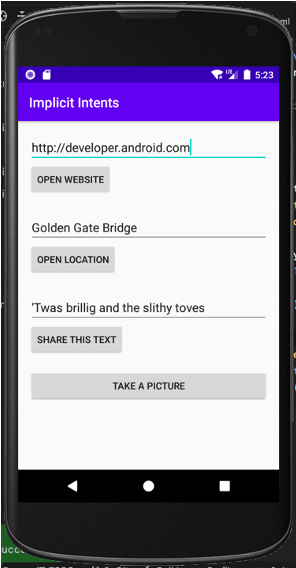 5:23
Implicit Intents
http://developer.android.com
OPEN WEBSITE
Golden Gate Bridge
OPEN LOCATION
'Twas brillig and the slithy toves
SHARE THIS TEXT
TAKE A PICTURE